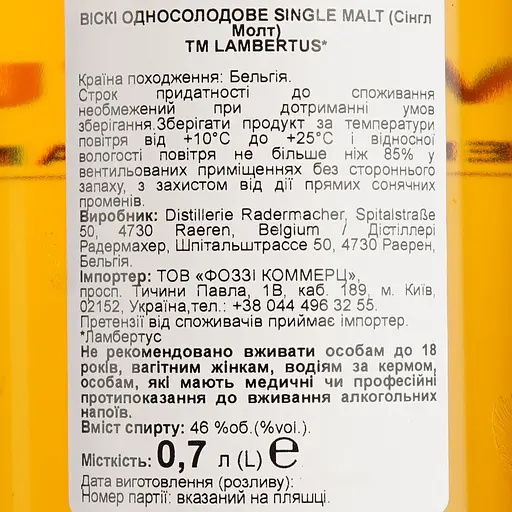 ВІСКІ ОДНОСОЛОДОВЕ SINGLE MALT (Сінгл
Молт)
ТМ LAMBERTUS*
Країна походження: Бельгія.
Строк придатності до споживання
необмежений при дотриманні умов
зберігання.Зберігати продукт за температури
повітря від +10°С до +25°С і відносної
вологості повітря не більше ніж 85% у
вентильованих приміщеннях без стороннього
запаху, з захистом від дії прямих сонячних
променів.
Виробник: Distillerie Radermacher, Spitalstraße
50, 4730 Raeren, Belgium / Дістіллері
Радермахер, Шпітальштрассе 50, 4730 Раерен,
Бельгія.
Імпортер: ТОВ «ФОЗЗІ КОММЕРЦ»,
просп. Тичини Павла, 1В, каб. 189, м. Київ,
02152, Україна,тел.: +38 044 496 32 55.
Претензії від споживачів приймає імпортер.
*Ламбертус
Не рекомендовано вживати особам до 18
років, вагітним жінкам, водіям за кермом,
особам, які мають медичні чи професійні
протипоказання до вживання алкогольних
напоїв.
Вміст спирту: 46 %об.(%vol.).
Місткість: 0,7 л (L) ℮
Дата виготовлення (розливу):
Номер партії: вказаний на пляшці.